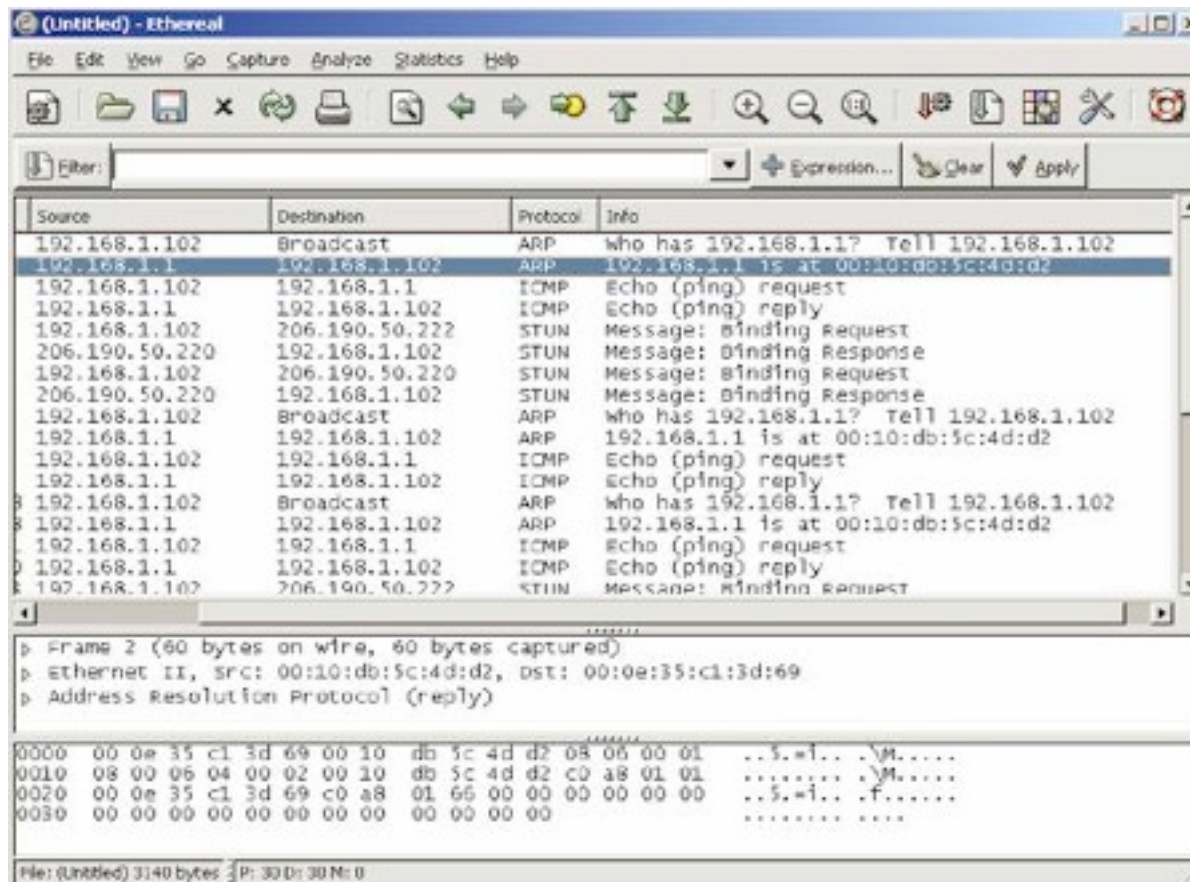 (Untitled) - Ethereal
File Edit View Go Capture Analyze Statistics Help
Filter: Expression... Clear Apply
Source Destination Protocol Info
192.168.1.102 Broadcast ARP Who has 192.168.1.1? Tell 192.168.1.102
192.168.1.1 192.168.1.102 ARP 192.168.1.1 is at 00:10:db:5c:4d:d2
192.168.1.102 192.168.1.1 ICMP Echo (ping) request
192.168.1.1 192.168.1.102 ICMP Echo (ping) reply
192.168.1.102 206.190.50.222 STUN Message: Binding Request
206.190.50.220 192.168.1.102 STUN Message: Binding Response
192.168.1.102 206.190.50.220 STUN Message: Binding Request
206.190.50.220 192.168.1.102 STUN Message: Binding Response
192.168.1.102 Broadcast ARP Who has 192.168.1.1? Tell 192.168.1.102
192.168.1.1 192.168.1.102 ARP 192.168.1.1 is at 00:10:db:5c:4d:d2
192.168.1.102 192.168.1.1 ICMP Echo (ping) request
192.168.1.1 192.168.1.102 ICMP Echo (ping) reply
192.168.1.102 Broadcast ARP Who has 192.168.1.1? Tell 192.168.1.102
192.168.1.1 192.168.1.102 ARP 192.168.1.1 is at 00:10:db:5c:4d:d2
192.168.1.102 192.168.1.1 ICMP Echo (ping) request
192.168.1.1 192.168.1.102 ICMP Echo (ping) reply
192.168.1.102 206.190.50.222 STUN Message: Binding Request
Frame 2 (60 bytes on wire, 60 bytes captured)
Ethernet II, Src: 00:10:db:5c:4d:d2, Dst: 00:0e:35:c1:3d:69
Address Resolution Protocol (reply)
0000 00 0e 35 c1 3d 69 00 10 db 5c 4d d2 08 06 00 01 ..5.=i.. .\M.....
0010 08 00 06 04 00 02 00 10 db 5c 4d d2 c0 a8 01 01 ........ .\M.....
0020 00 0e 35 c1 3d 69 c0 a8 01 66 00 00 00 00 00 00 ..5.=i.. .f......
0030 00 00 00 00 00 00 00 00 00 00 00 00 ........ ....
File: (Untitled) 3140 bytes P: 30 D: 30 M: 0